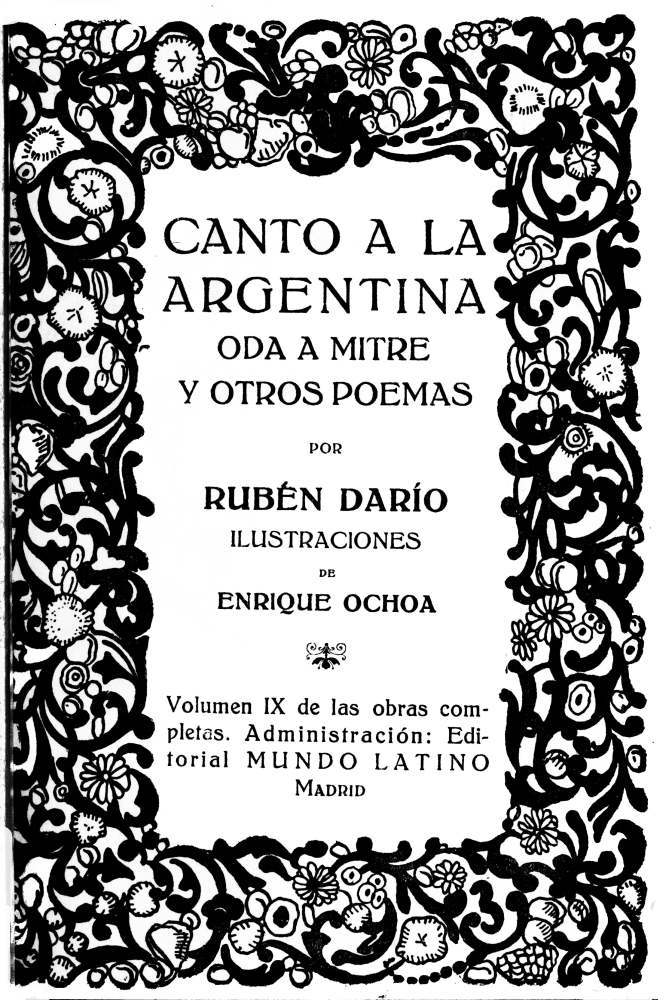 CANTO A LA
ARGENTINA
ODA A MITRE
Y OTROS POEMAS
POR
RUBÉN DARÍO
ILUSTRACIONES
DE
ENRIQUE OCHOA
Volumen IX de las obras com-
pletas. Administración: Edi-
torial MUNDO LATINO
MADRID